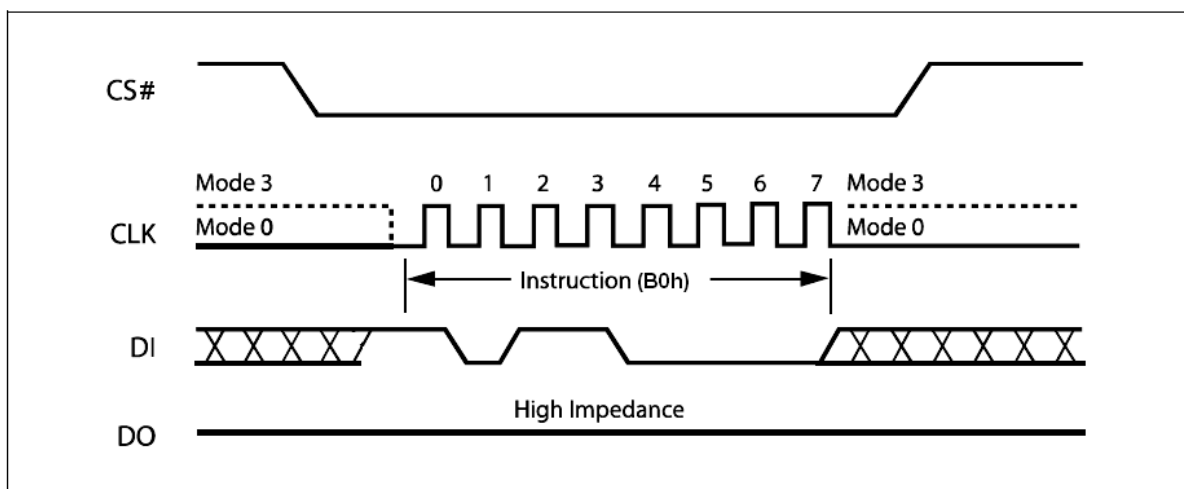 CS#
Mode 3
0 1 2 3 4 5 6 7
Mode 3
CLK
Mode 0
Mode 0
Instruction (B0h)
DI
High Impedance
DO